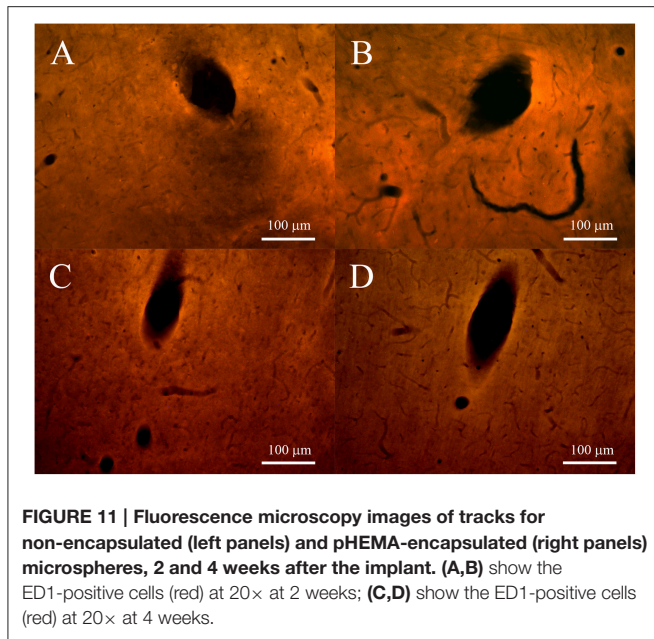 A
B
100 μm
100 μm
C
D
100 μm
100 μm
FIGURE 11 | Fluorescence microscopy images of tracks for
non-encapsulated (left panels) and pHEMA-encapsulated (right panels)
microspheres, 2 and 4 weeks after the implant. (A,B) show the
ED1-positive cells (red) at 20× at 2 weeks; (C,D) show the ED1-positive cells
(red) at 20× at 4 weeks.